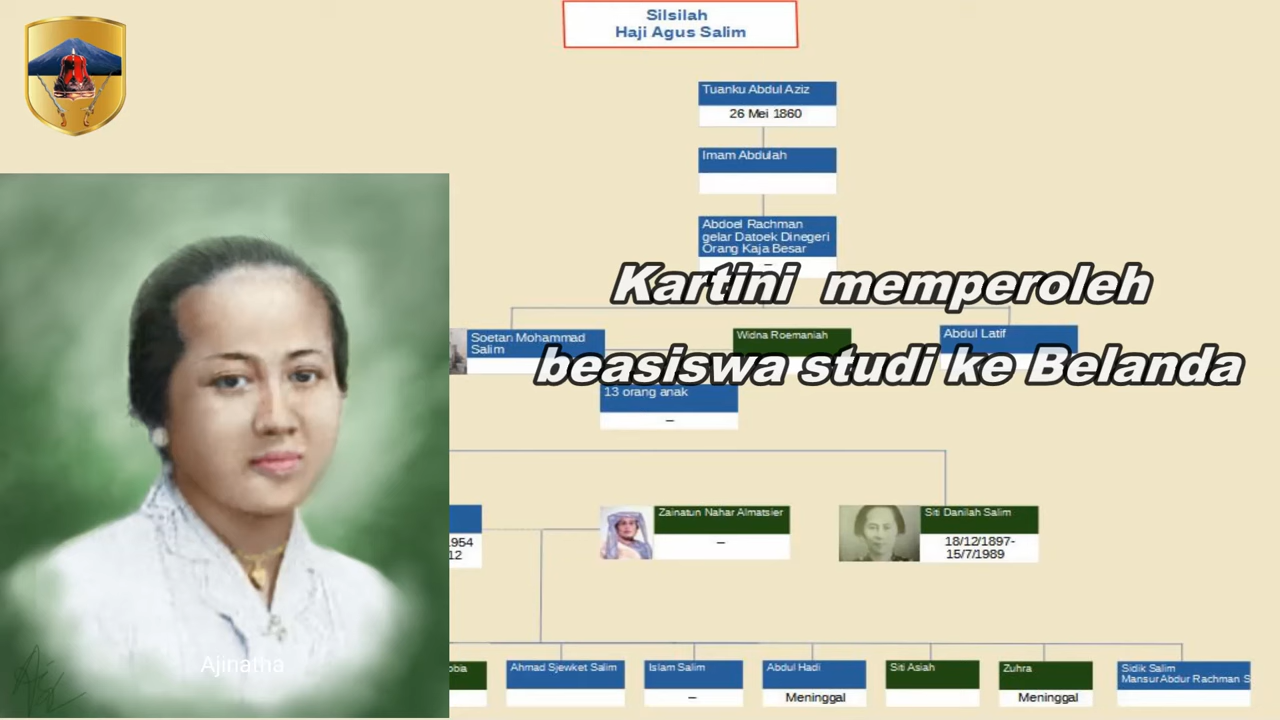 Silsilah
Haji Agus Salim
Tuanku Abdul Aziz
26 Mei 1860
Imam Abdulah
Abdoel Rachman
gelar Datoek Dinegeri
Orang Kaja Besar
–
Kartini memperoleh
Soetan Mohammad
Salim
Widna Roemaniah
Abdul Latif
beasiswa studi ke Belanda
13 orang anak
–
Zainatun Nahar Almatsier
–
Siti Danilah Salim
18/12/1897-
15/7/1989
1954
12
Ajinatha
Ahmad Sjewket Salim
Islam Salim
–
Abdul Hadi
Meninggal
Siti Asiah
Zuhra
Meninggal
Sidik Salim
Mansur Abdur Rachman S